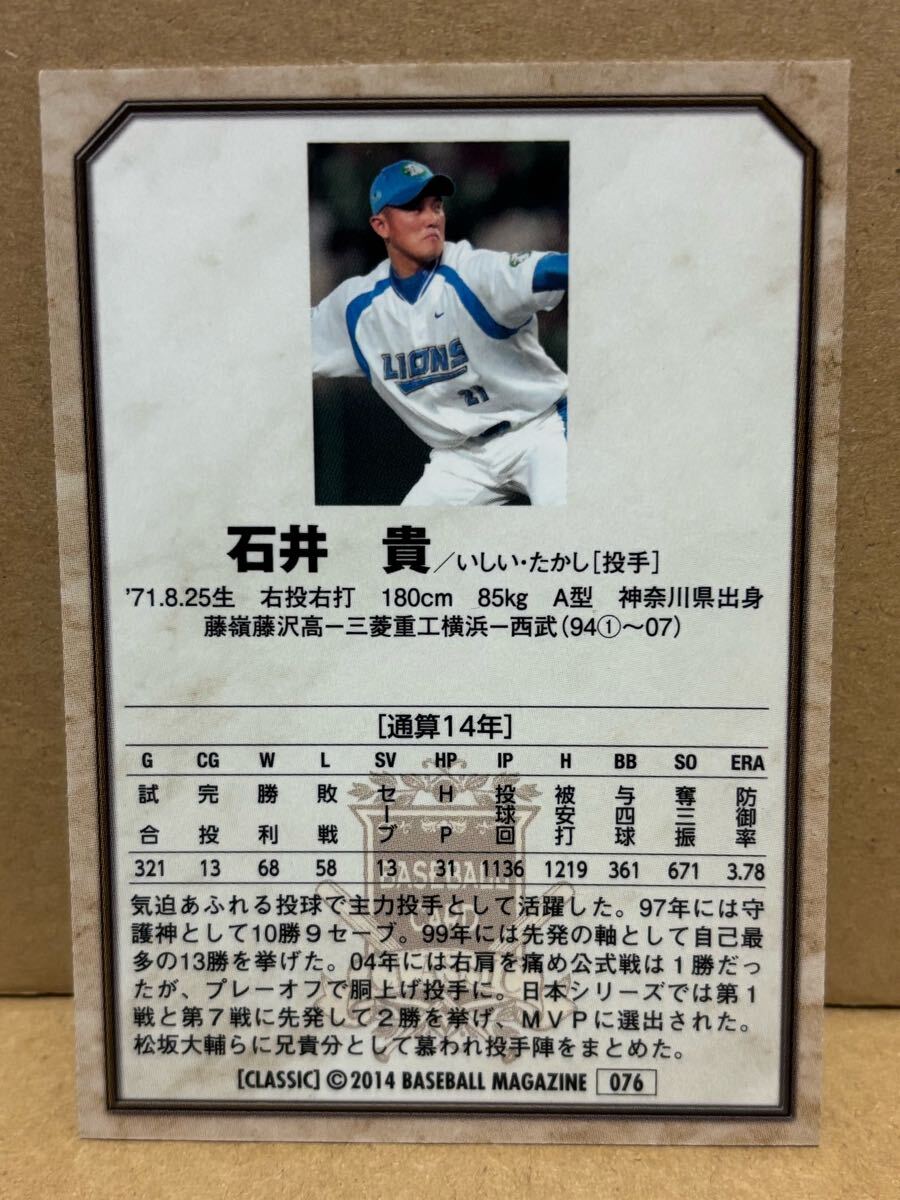 LIONS
21
石井 貴／いしい・たかし[投手]
'71.8.25生 右投右打 180cm 85kg A型 神奈川県出身
藤嶺藤沢高ー三菱重工横浜ー西武(94①〜07)
[通算14年]
G CG W L SV HP IP H BB SO ERA
試合 完投 勝利 敗戦 セーブ HP 投球回 被安打 与四球 奪三振 防御率
321 13 68 58 13 31 1136 1219 361 671 3.78
BASEBALL
CARD
気迫あふれる投球で主力投手として活躍した。97年には守
護神として10勝９セーブ。99年には先発の軸として自己最
多の13勝を挙げた。04年には右肩を痛め公式戦は１勝だっ
たが、プレーオフで胴上げ投手に。日本シリーズでは第１
戦と第７戦に先発して２勝を挙げ、ＭＶＰに選出された。
松坂大輔らに兄貴分として慕われ投手陣をまとめた。
[CLASSIC] © 2014 BASEBALL MAGAZINE 076